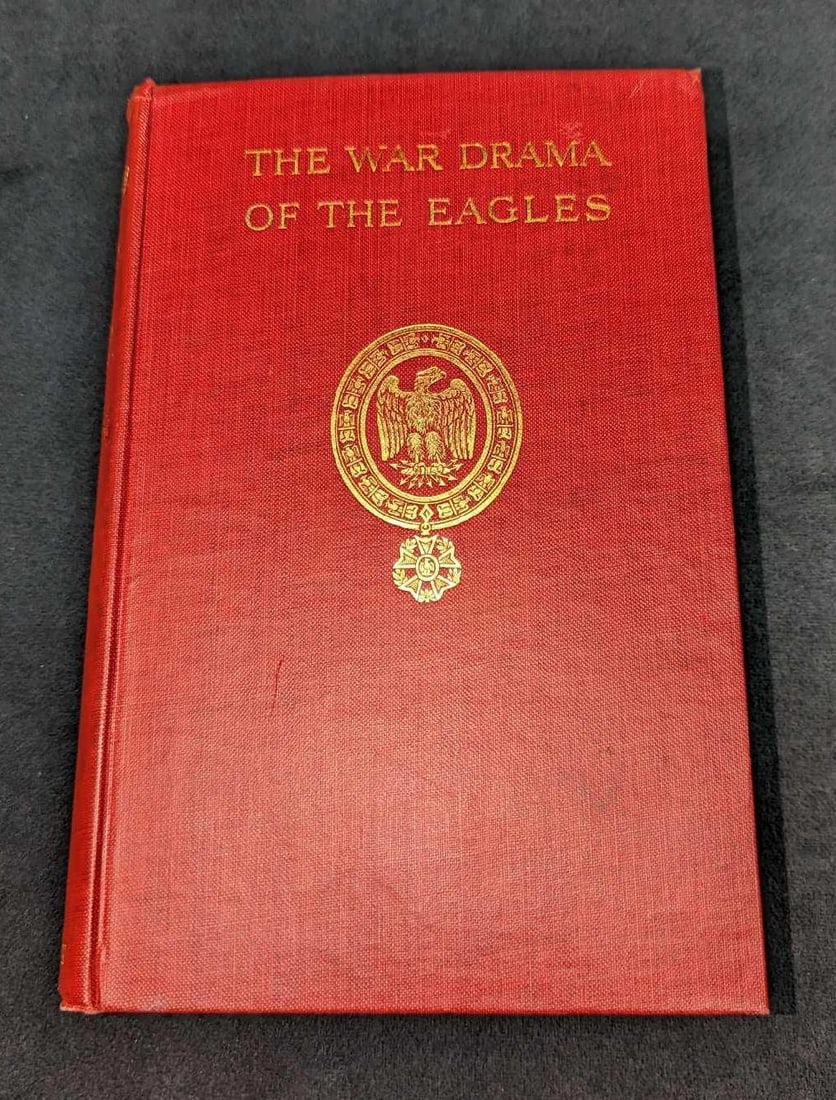 THE WAR DRAMA
OF THE EAGLES